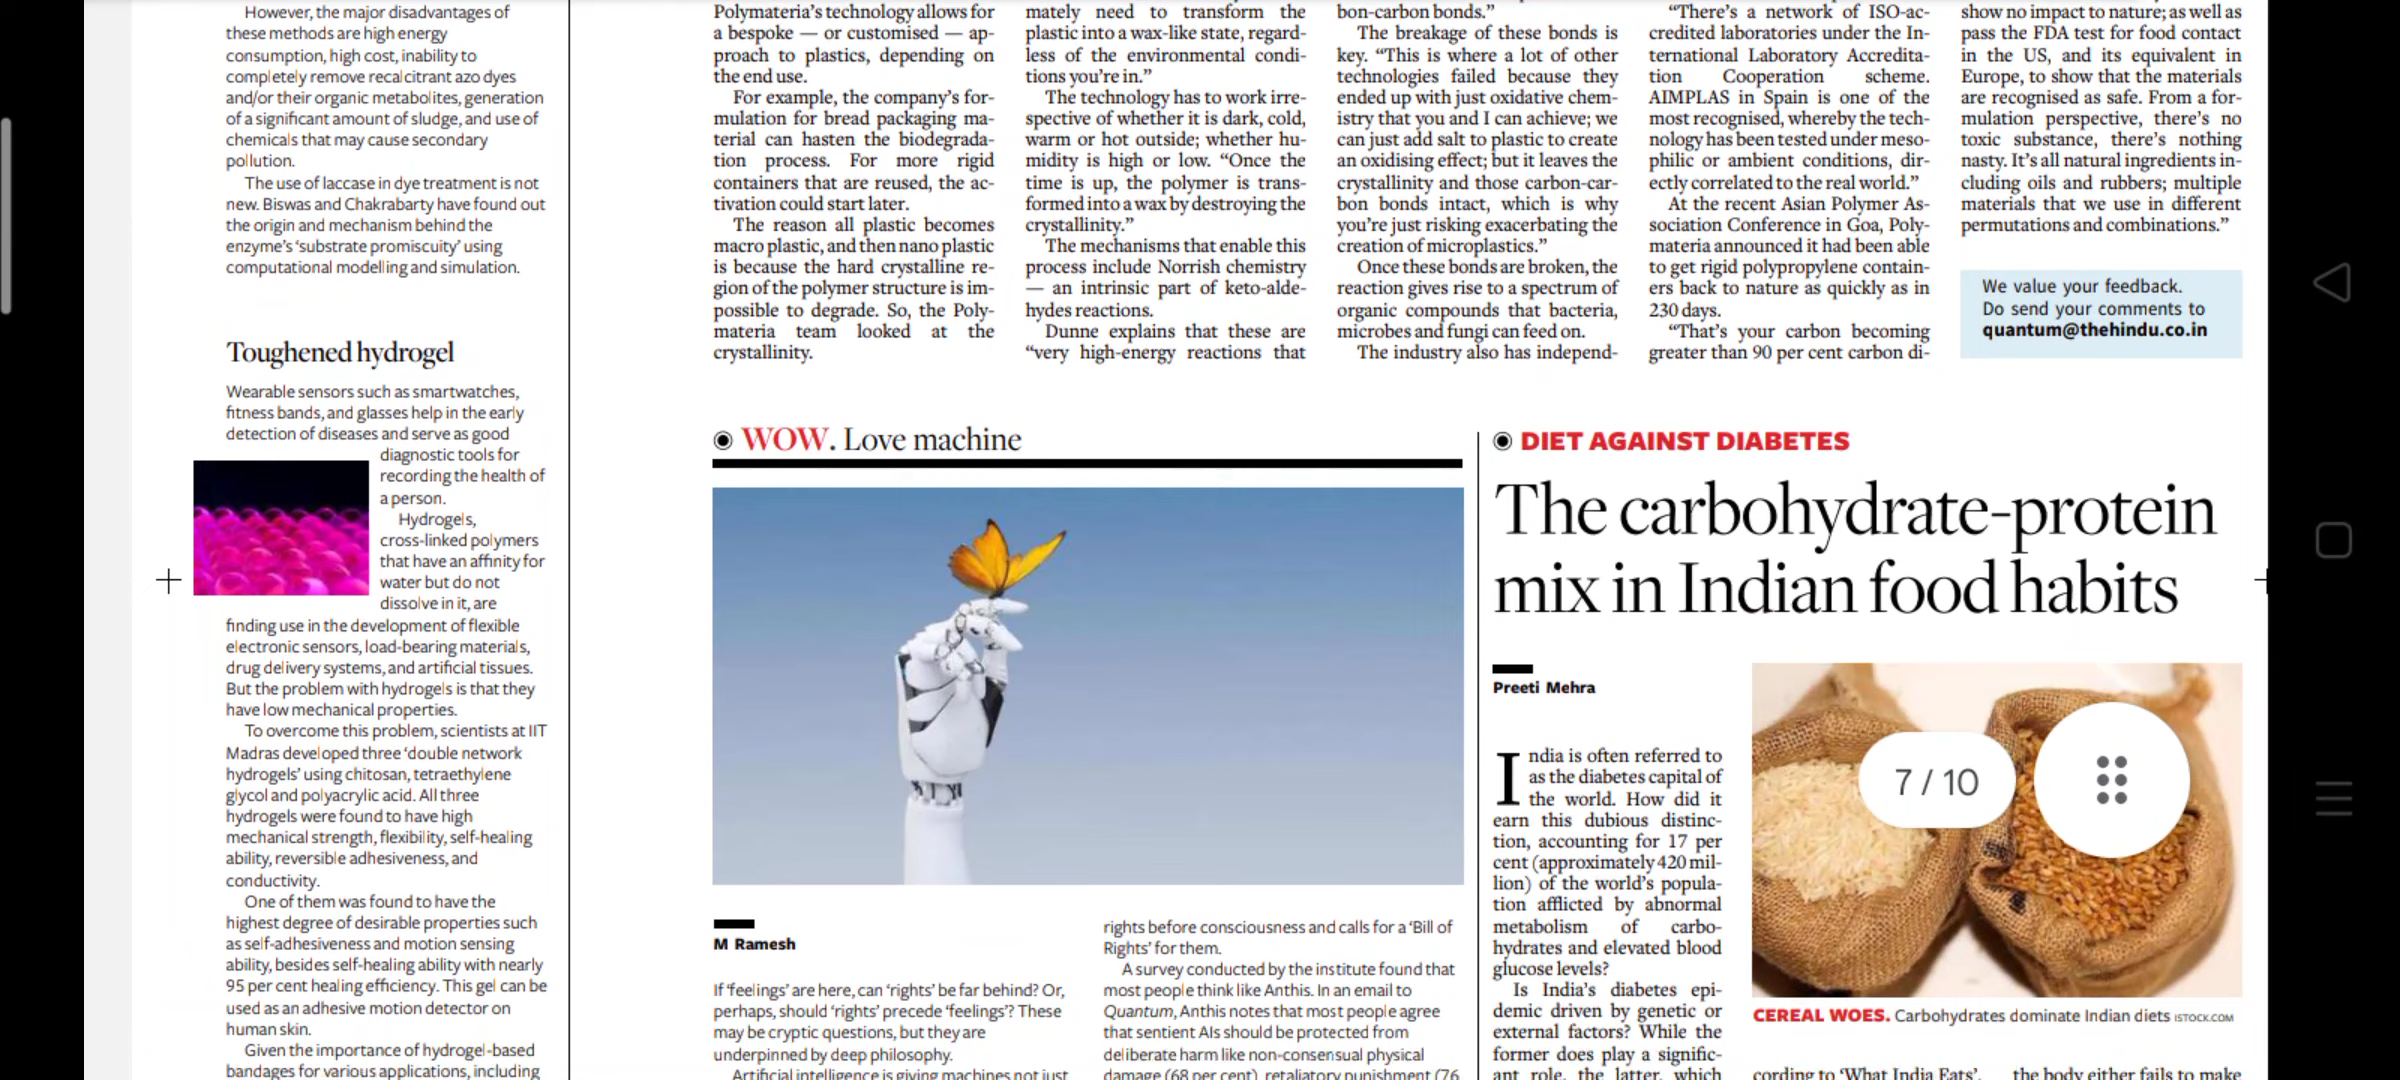 However, the major disadvantages of
these methods are high energy
consumption, high cost, inability to
completely remove recalcitrant azo dyes
and/or their organic metabolites, generation
of a significant amount of sludge, and use of
chemicals that may cause secondary
pollution.
The use of laccase in dye treatment is not
new. Biswas and Chakrabarty have found out
the origin and mechanism behind the
enzyme's ‘substrate promiscuity’ using
computational modelling and simulation.
Toughened hydrogel
Wearable sensors such as smartwatches,
fitness bands, and glasses help in the early
detection of diseases and serve as good
diagnostic tools for
recording the health of
a person.
Hydrogels,
cross-linked polymers
that have an affinity for
water but do not
dissolve in it, are
finding use in the development of flexible
electronic sensors, load-bearing materials,
drug delivery systems, and artificial tissues.
But the problem with hydrogels is that they
have low mechanical properties.
To overcome this problem, scientists at IIT
Madras developed three ‘double network
hydrogels’ using chitosan, tetraethylene
glycol and polyacrylic acid. All three
hydrogels were found to have high
mechanical strength, flexibility, self-healing
ability, reversible adhesiveness, and
conductivity.
One of them was found to have the
highest degree of desirable properties such
as self-adhesiveness and motion sensing
ability, besides self-healing ability with nearly
95 per cent healing efficiency. This gel can be
used as an adhesive motion detector on
human skin.
Given the importance of hydrogel-based
bandages for various applications, including
Polymateria’s technology allows for
a bespoke — or customised — ap-
proach to plastics, depending on
the end use.
For example, the company’s for-
mulation for bread packaging ma-
terial can hasten the biodegrada-
tion process. For more rigid
containers that are reused, the ac-
tivation could start later.
The reason all plastic becomes
macro plastic, and then nano plastic
is because the hard crystalline re-
gion of the polymer structure is im-
possible to degrade. So, the Poly-
materia team looked at the
crystallinity.
mately need to transform the
plastic into a wax-like state, regard-
less of the environmental condi-
tions you’re in.”
The technology has to work irre-
spective of whether it is dark, cold,
warm or hot outside; whether hu-
midity is high or low. “Once the
time is up, the polymer is trans-
formed into a wax by destroying the
crystallinity.”
The mechanisms that enable this
process include Norrish chemistry
— an intrinsic part of keto-alde-
hydes reactions.
Dunne explains that these are
“very high-energy reactions that
bon-carbon bonds.”
The breakage of these bonds is
key. “This is where a lot of other
technologies failed because they
ended up with just oxidative chem-
istry that you and I can achieve; we
can just add salt to plastic to create
an oxidising effect; but it leaves the
crystallinity and those carbon-car-
bon bonds intact, which is why
you’re just risking exacerbating the
creation of microplastics.”
Once these bonds are broken, the
reaction gives rise to a spectrum of
organic compounds that bacteria,
microbes and fungi can feed on.
The industry also has independ-
“There’s a network of ISO-ac-
credited laboratories under the In-
ternational Laboratory Accredita-
tion Cooperation scheme.
AIMPLAS in Spain is one of the
most recognised, whereby the tech-
nology has been tested under meso-
philic or ambient conditions, dir-
ectly correlated to the real world.”
At the recent Asian Polymer As-
sociation Conference in Goa, Poly-
materia announced it had been able
to get rigid polypropylene contain-
ers back to nature as quickly as in
230 days.
“That’s your carbon becoming
greater than 90 per cent carbon di-
show no impact to nature; as well as
pass the FDA test for food contact
in the US, and its equivalent in
Europe, to show that the materials
are recognised as safe. From a for-
mulation perspective, there’s no
toxic substance, there’s nothing
nasty. It’s all natural ingredients in-
cluding oils and rubbers; multiple
materials that we use in different
permutations and combinations.”
We value your feedback.
Do send your comments to
quantum@thehindu.co.in
WOW. Love machine
M Ramesh
If ‘feelings’ are here, can ‘rights’ be far behind? Or,
perhaps, should ‘rights’ precede ‘feelings’? These
may be cryptic questions, but they are
underpinned by deep philosophy.
Artificial intelligence is giving machines not just
rights before consciousness and calls for a ‘Bill of
Rights’ for them.
A survey conducted by the institute found that
most people think like Anthis. In an email to
Quantum, Anthis notes that most people agree
that sentient AIs should be protected from
deliberate harm like non-consensual physical
damage (68 per cent), retaliatory punishment (76
DIET AGAINST DIABETES
The carbohydrate-protein
mix in Indian food habits
Preeti Mehra
India is often referred to
as the diabetes capital of
the world. How did it
earn this dubious distinc-
tion, accounting for 17 per
cent (approximately 420 mil-
lion) of the world’s popula-
tion afflicted by abnormal
metabolism of carbo-
hydrates and elevated blood
glucose levels?
Is India’s diabetes epi-
demic driven by genetic or
external factors? While the
former does play a signific-
ant role, the latter, which
7 / 10
CEREAL WOES. Carbohydrates dominate Indian diets ISTOCK.COM
cording to ‘What India Eats’,
the body either fails to make